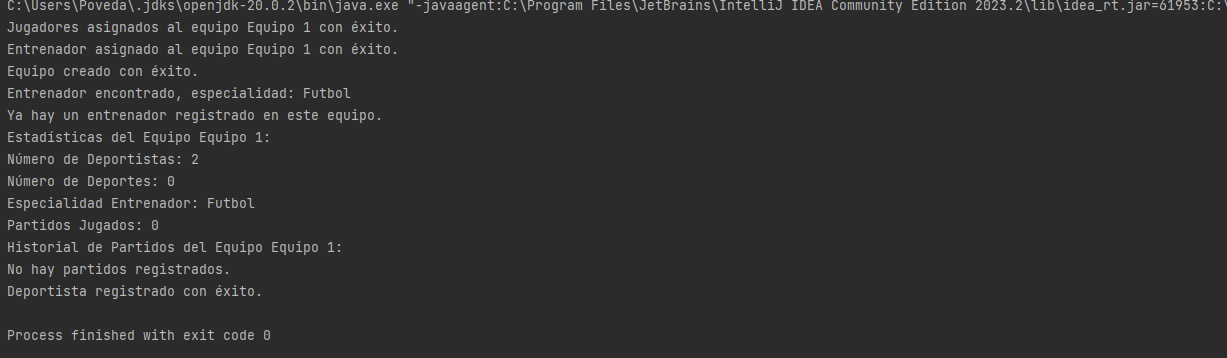 C:\Users\Poveda\.jdks\openjdk-20.0.2\bin\java.exe "-javaagent:C:\Program Files\JetBrains\IntelliJ IDEA Community Edition 2023.2\lib\idea_rt.jar=61953:C:\
Jugadores asignados al equipo Equipo 1 con éxito.
Entrenador asignado al equipo Equipo 1 con éxito.
Equipo creado con éxito.
Entrenador encontrado, especialidad: Futbol
Ya hay un entrenador registrado en este equipo.
Estadísticas del Equipo Equipo 1:
Número de Deportistas: 2
Número de Deportes: 0
Especialidad Entrenador: Futbol
Partidos Jugados: 0
Historial de Partidos del Equipo Equipo 1:
No hay partidos registrados.
Deportista registrado con éxito.
Process finished with exit code 0